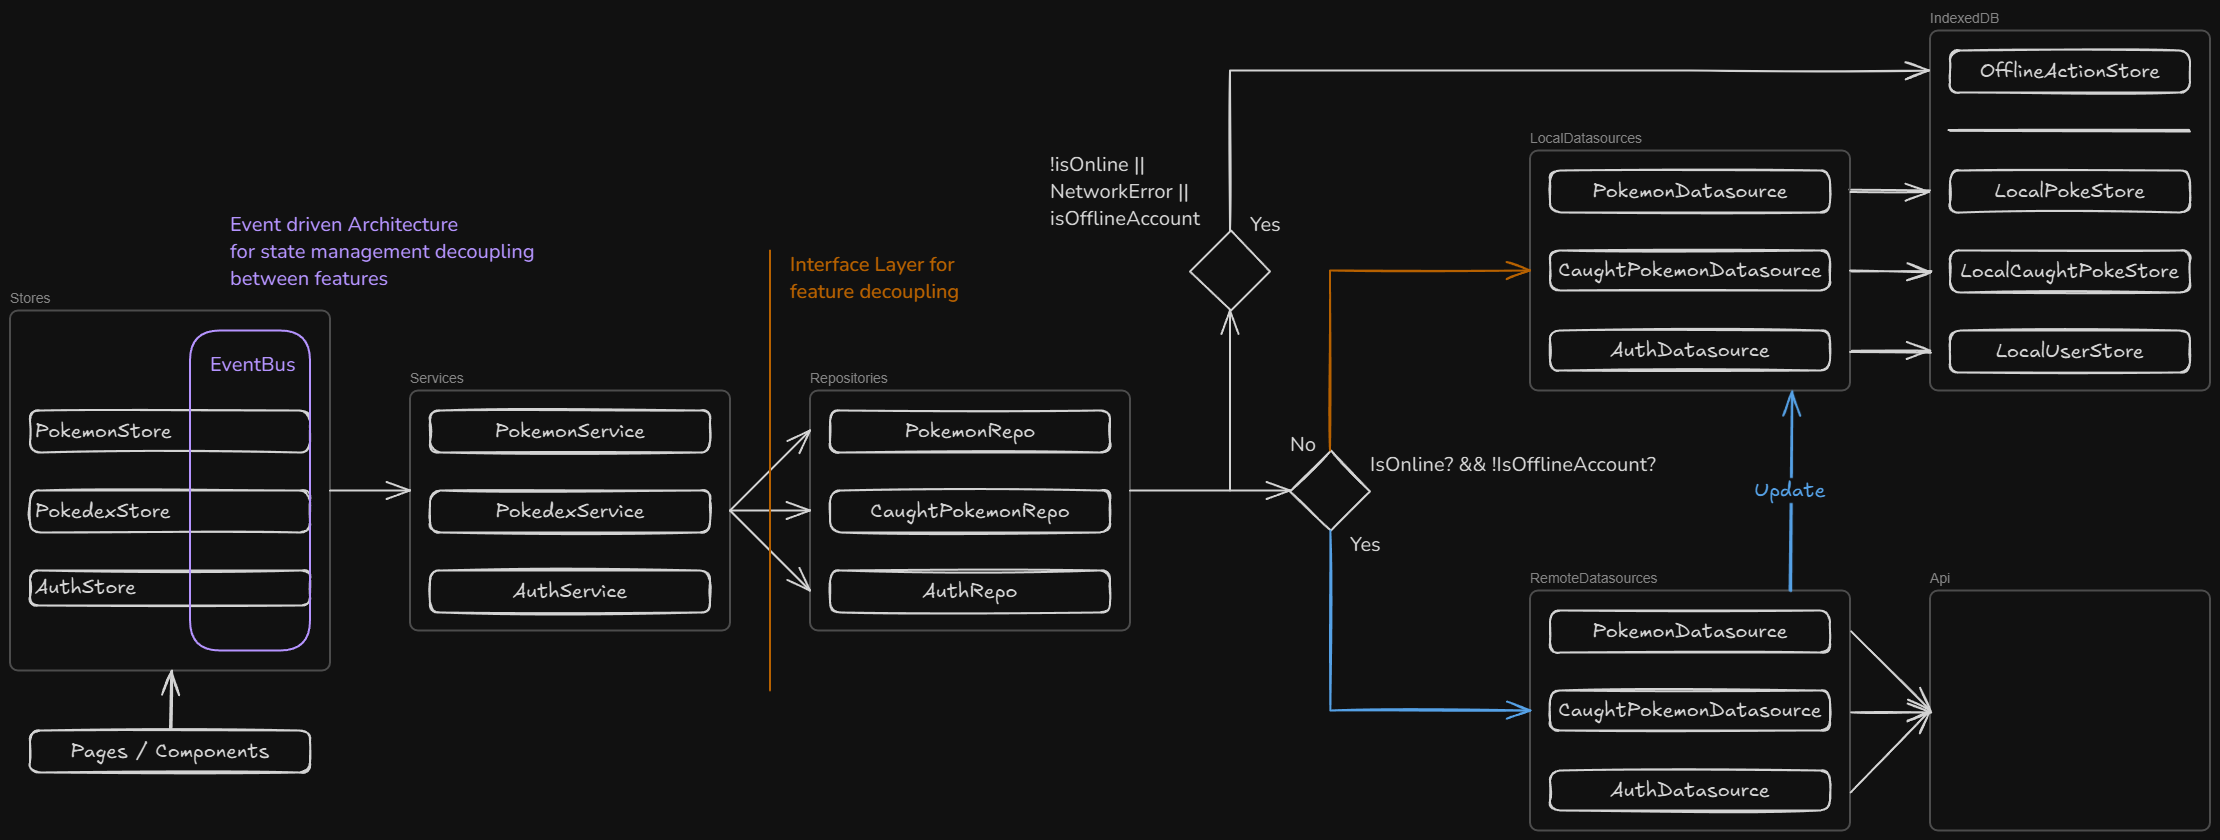 IndexedDB
OfflineActionStore
LocalPokeStore
LocalCaughtPokeStore
LocalUserStore
LocalDatasources
PokemonDatasource
CaughtPokemonDatasource
AuthDatasource
!isOnline ||
NetworkError ||
isOfflineAccount
Yes
Event driven Architecture
for state management decoupling
between features
Interface Layer for
feature decoupling
Stores
EventBus
PokemonStore
PokedexStore
AuthStore
Pages / Components
Services
PokemonService
PokedexService
AuthService
Repositories
PokemonRepo
CaughtPokemonRepo
AuthRepo
No
IsOnline? && !IsOfflineAccount?
Yes
Update
RemoteDatasources
PokemonDatasource
CaughtPokemonDatasource
AuthDatasource
Api